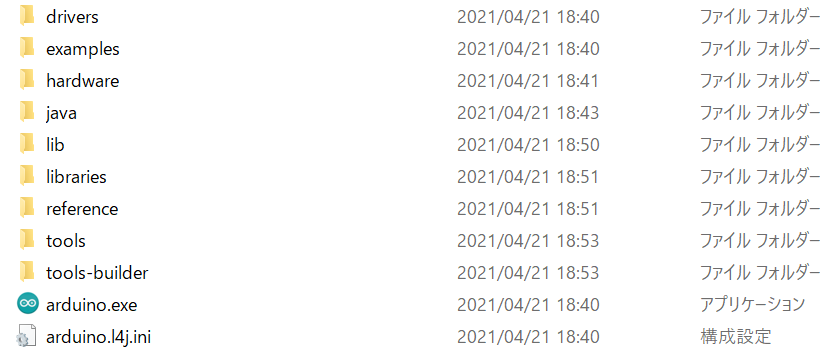 drivers 2021/04/21 18:40 ファイル フォルダー
examples 2021/04/21 18:40 ファイル フォルダー
hardware 2021/04/21 18:41 ファイル フォルダー
java 2021/04/21 18:43 ファイル フォルダー
lib 2021/04/21 18:50 ファイル フォルダー
libraries 2021/04/21 18:51 ファイル フォルダー
reference 2021/04/21 18:51 ファイル フォルダー
tools 2021/04/21 18:53 ファイル フォルダー
tools-builder 2021/04/21 18:53 ファイル フォルダー
arduino.exe 2021/04/21 18:40 アプリケーション
arduino.l4j.ini 2021/04/21 18:40 構成設定